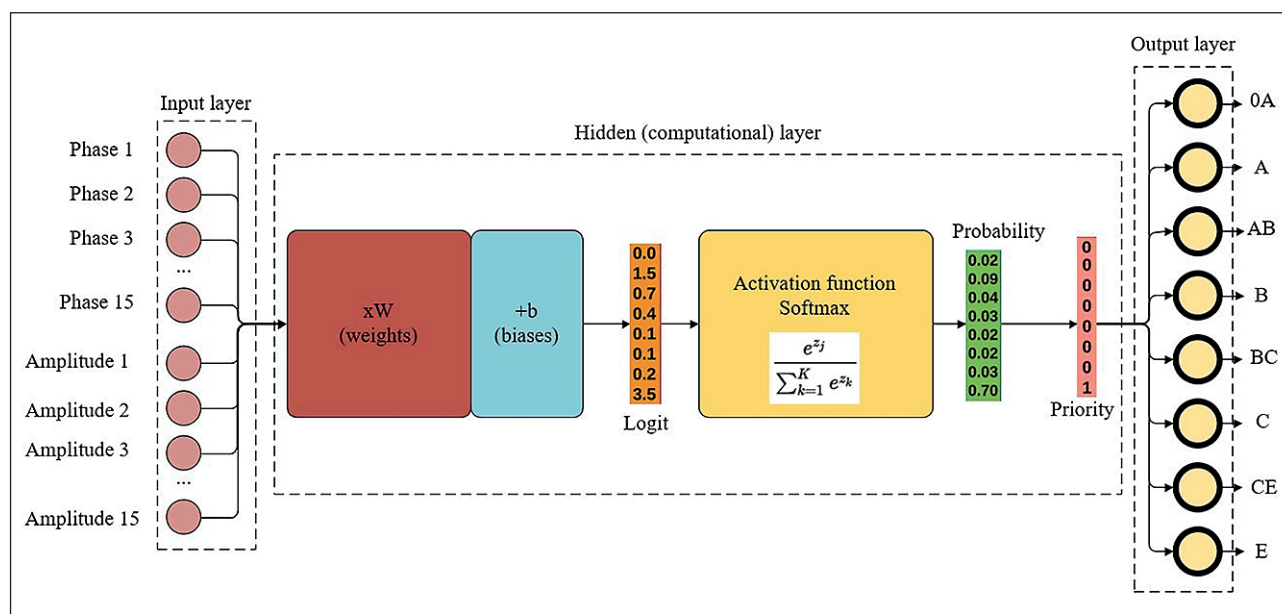 Input layer
Phase 1
Phase 2
Phase 3
...
Phase 15
Amplitude 1
Amplitude 2
Amplitude 3
...
Amplitude 15
Hidden (computational) layer
xW
(weights)
+b
(biases)
0.0
1.5
0.7
0.4
0.1
0.1
0.2
3.5
Logit
Activation function
Softmax
e^{z_j}
∑_{k=1}^{K} e^{z_k}
Probability
0.02
0.09
0.04
0.03
0.02
0.02
0.03
0.70
0
0
0
0
0
0
0
1
Priority
Output layer
0A
A
AB
B
BC
C
CE
E